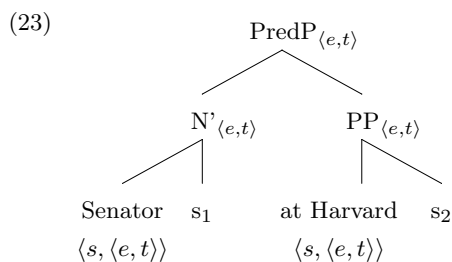 (23)
PredP⟨e,t⟩
N'⟨e,t⟩ PP⟨e,t⟩
Senator s₁ at Harvard s₂
⟨s, ⟨e, t⟩⟩ ⟨s, ⟨e, t⟩⟩